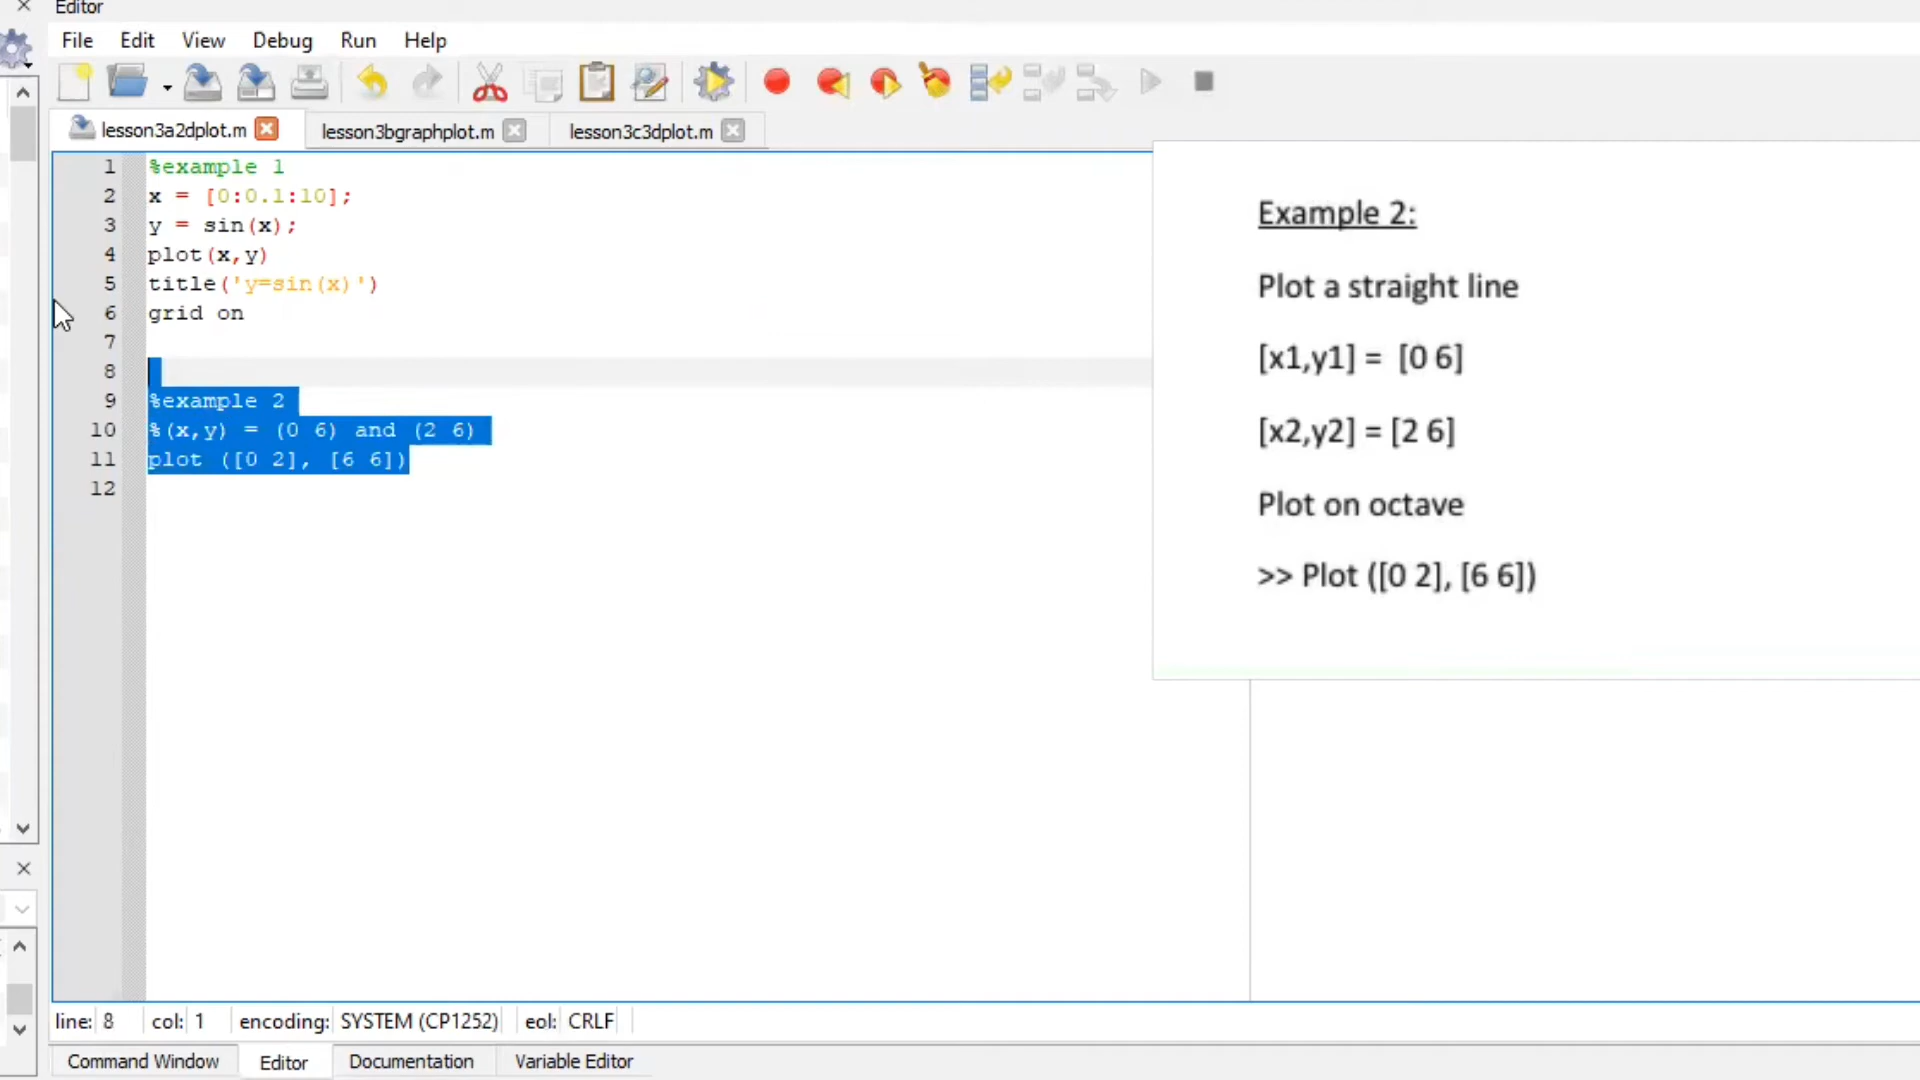 Editor
File Edit View Debug Run Help
lesson3a2dplot.m lesson3bgraphplot.m lesson3c3dplot.m
1 %example 1
2 x = [0:0.1:10];
3 y = sin(x);
4 plot(x,y)
5 title('y=sin(x)')
6 grid on
7
8
9 %example 2
10 %(x,y) = (0 6) and (2 6)
11 plot ([0 2], [6 6])
12
Example 2:
Plot a straight line
[x1,y1] = [0 6]
[x2,y2] = [2 6]
Plot on octave
>> Plot ([0 2], [6 6])
line: 8 col: 1 encoding: SYSTEM (CP1252) eol: CRLF
Command Window Editor Documentation Variable Editor